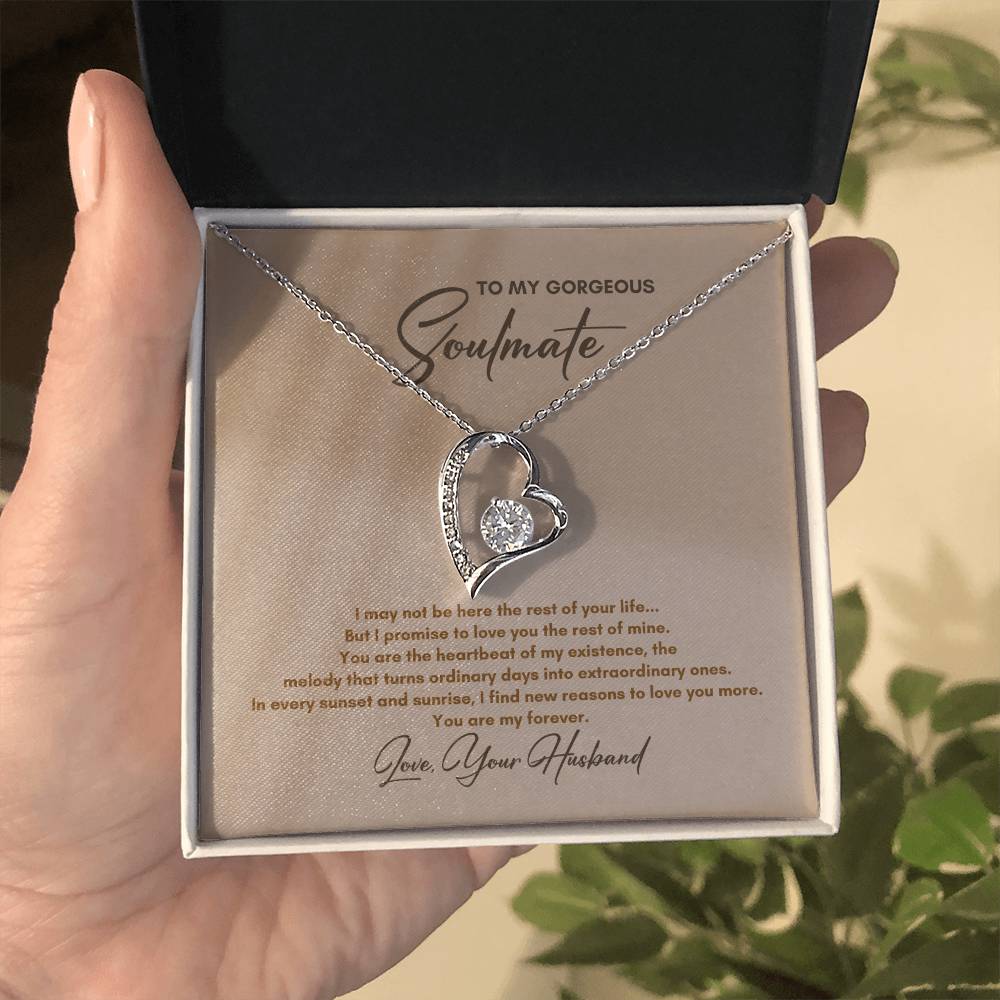 TO MY GORGEOUS
Soulmate
I may not be here the rest of your life...
But I promise to love you the rest of mine.
You are the heartbeat of my existence, the
melody that turns ordinary days into extraordinary ones.
In every sunset and sunrise, I find new reasons to love you more.
You are my forever.
Love, Your Husband